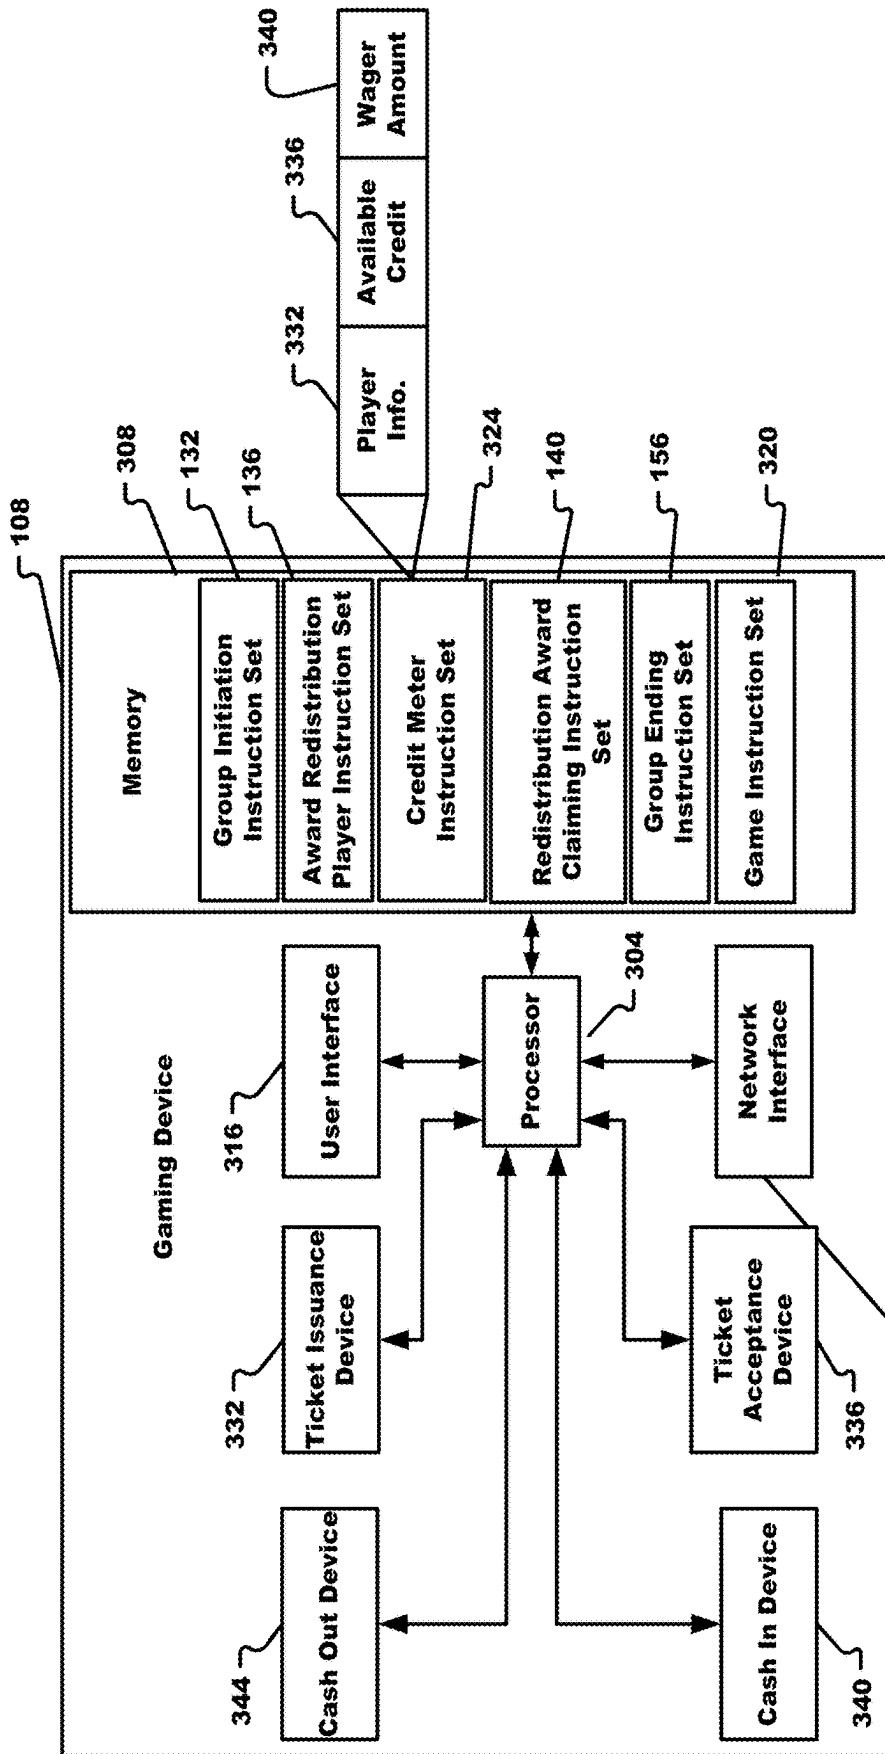 108
Gaming Device
Memory
308
Group Initiation
Instruction Set
132
Award Redistribution
Player Instruction Set
136
Credit Meter
Instruction Set
324
Redistribution Award
Claiming Instruction
Set
140
Group Ending
Instruction Set
156
Game Instruction Set
320
Player
Info.
332
Available
Credit
336
Wager
Amount
340
344
Cash Out Device
332
Ticket Issuance
Device
316
User Interface
Processor
304
Cash In Device
340
Ticket
Acceptance
Device
336
Network
Interface